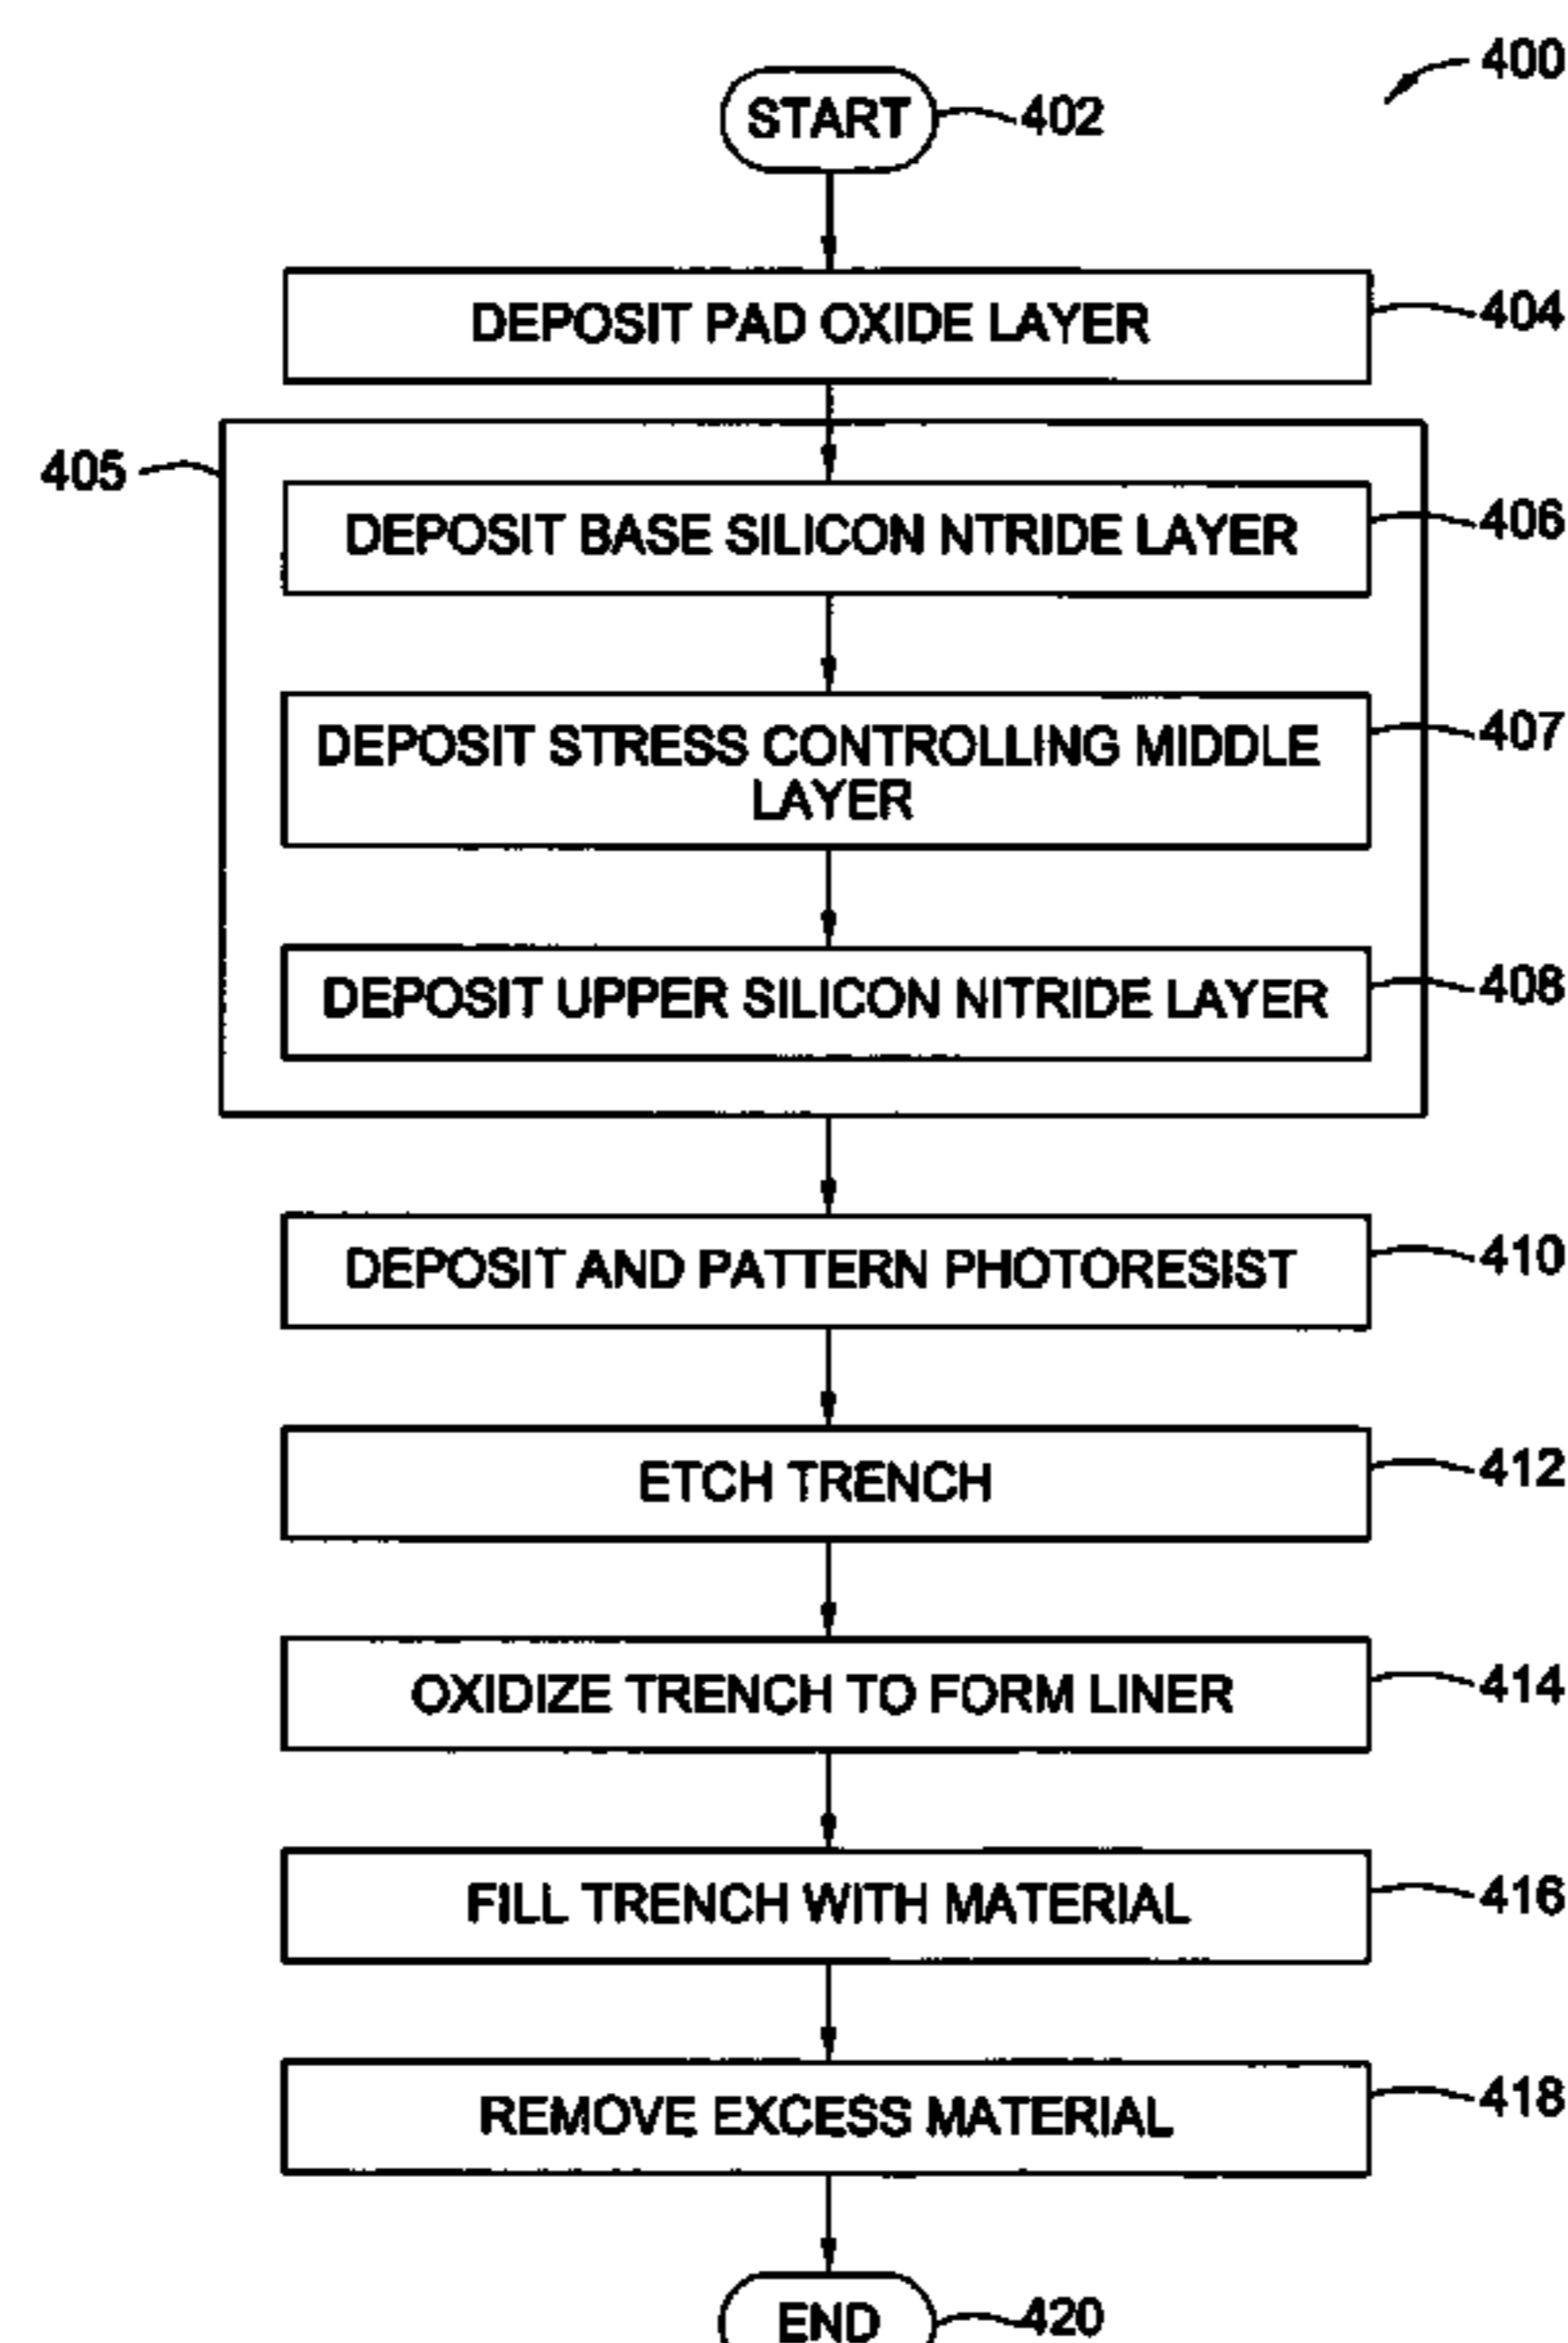 400
START 402
DEPOSIT PAD OXIDE LAYER 404
405
DEPOSIT BASE SILICON NTRIDE LAYER 406
DEPOSIT STRESS CONTROLLING MIDDLE 407
LAYER
DEPOSIT UPPER SILICON NITRIDE LAYER 408
DEPOSIT AND PATTERN PHOTORESIST 410
ETCH TRENCH 412
OXIDIZE TRENCH TO FORM LINER 414
FILL TRENCH WITH MATERIAL 416
REMOVE EXCESS MATERIAL 418
END 420